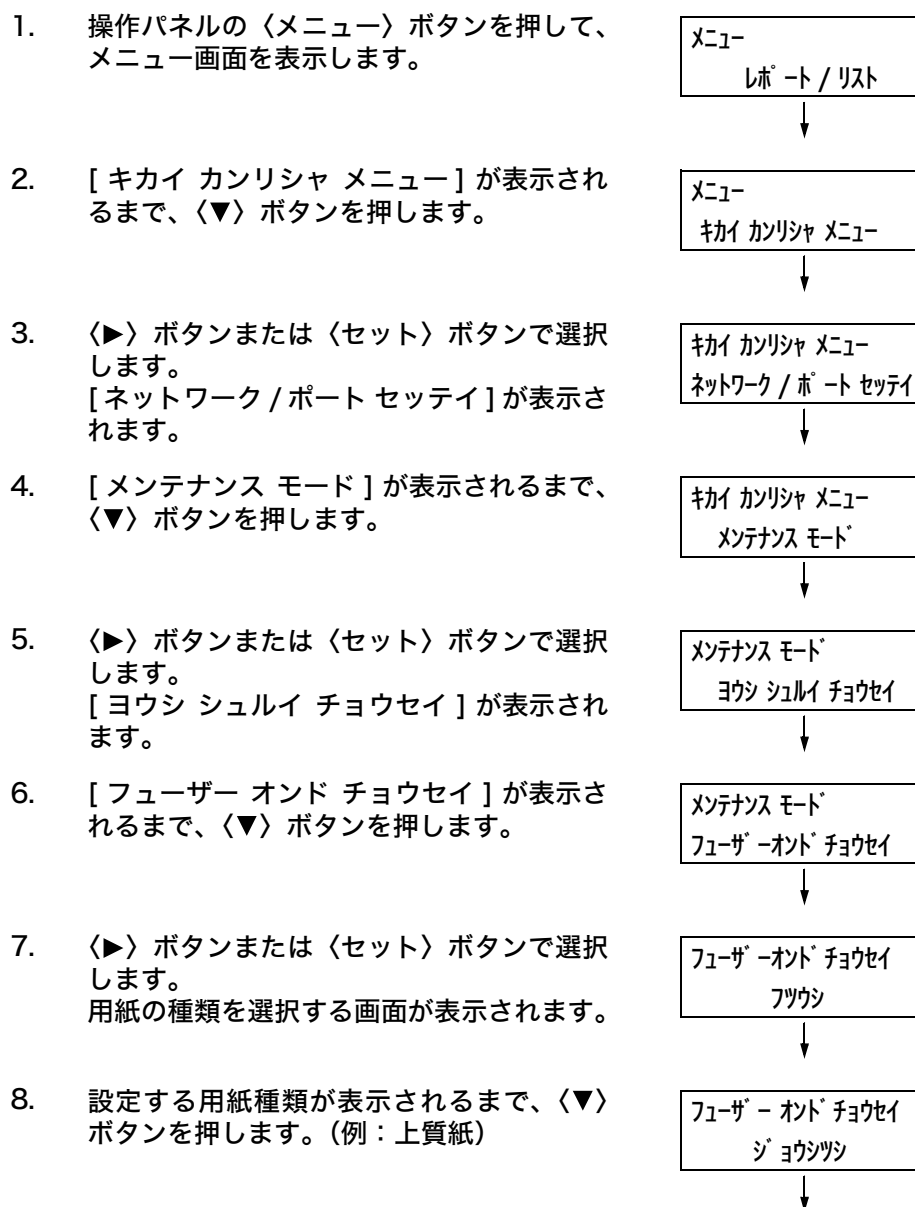 1. 操作パネルの〈メニュー〉ボタンを押して、
メニュー画面を表示します。
ﾒﾆｭｰ
ﾚﾎﾟｰﾄ / ﾘｽﾄ
2. [ キカイ カンリシャ メニュー ] が表示され
るまで、〈▼〉ボタンを押します。
ﾒﾆｭｰ
ｷｶｲ ｶﾝﾘｼｬ ﾒﾆｭｰ
3. 〈▶〉ボタンまたは〈セット〉ボタンで選択
します。
[ ネットワーク / ポート セッテイ ] が表示さ
れます。
ｷｶｲ ｶﾝﾘｼｬ ﾒﾆｭｰ
ﾈｯﾄﾜｰｸ / ﾎﾟｰﾄ ｾｯﾃｲ
4. [ メンテナンス モード ] が表示されるまで、
〈▼〉ボタンを押します。
ｷｶｲ ｶﾝﾘｼｬ ﾒﾆｭｰ
ﾒﾝﾃﾅﾝｽ ﾓｰﾄﾞ
5. 〈▶〉ボタンまたは〈セット〉ボタンで選択
します。
[ ヨウシ シュルイ チョウセイ ] が表示され
ます。
ﾒﾝﾃﾅﾝｽ ﾓｰﾄﾞ
ﾖｳｼ ｼｭﾙｲ ﾁｮｳｾｲ
6. [ フューザー オンド チョウセイ ] が表示さ
れるまで、〈▼〉ボタンを押します。
ﾒﾝﾃﾅﾝｽ ﾓｰﾄﾞ
ﾌｭｰｻﾞｰｵﾝﾄﾞ ﾁｮｳｾｲ
7. 〈▶〉ボタンまたは〈セット〉ボタンで選択
します。
用紙の種類を選択する画面が表示されます。
ﾌｭｰｻﾞｰｵﾝﾄﾞ ﾁｮｳｾｲ
ﾌﾂｳｼ
8. 設定する用紙種類が表示されるまで、〈▼〉
ボタンを押します。（例：上質紙）
ﾌｭｰｻﾞｰ ｵﾝﾄﾞ ﾁｮｳｾｲ
ｼﾞｮｳｼﾂｼ